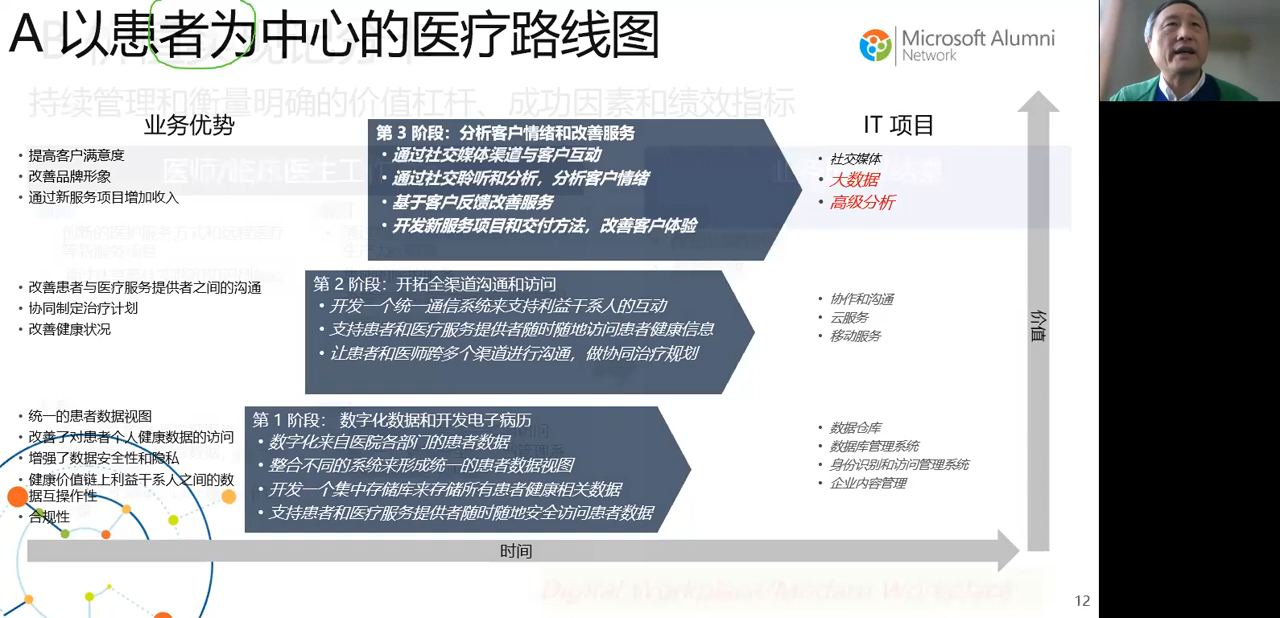 A 以患者为中心的医疗路线图
Microsoft Alumni
Network
持续管理和衡量明确的价值杠杆、成功因素和绩效指标
业务优势
IT 项目
• 提高客户满意度
• 改善品牌形象
• 通过新服务项目增加收入
第 3 阶段：分析客户情绪和改善服务
• 通过社交媒体渠道与客户互动
• 通过社交聆听和分析，分析客户情绪
• 基于客户反馈改善服务
• 开发新服务项目和交付方法，改善客户体验
• 社交媒体
• 大数据
• 高级分析
• 改善患者与医疗服务提供者之间的沟通
• 协同制定治疗计划
• 改善健康状况
第 2 阶段：开拓全渠道沟通和访问
• 开发一个统一通信系统来支持利益干系人的互动
• 支持患者和医疗服务提供者随时随地访问患者健康信息
• 让患者和医师跨多个渠道进行沟通，做协同治疗规划
• 协作和沟通
• 云服务
• 移动服务
价值
• 统一的患者数据视图
• 改善了对患者个人健康数据的访问
• 增强了数据安全性和隐私
• 健康价值链上利益干系人之间的数
据互操作性
• 合规性
第 1 阶段： 数字化数据和开发电子病历
• 数字化来自医院各部门的患者数据
• 整合不同的系统来形成统一的患者数据视图
• 开发一个集中存储库来存储所有患者健康相关数据
• 支持患者和医疗服务提供者随时随地安全访问患者数据
• 数据仓库
• 数据库管理系统
• 身份识别和访问管理系统
• 企业内容管理
时间
Digital Workplace/Modern Workplace
12